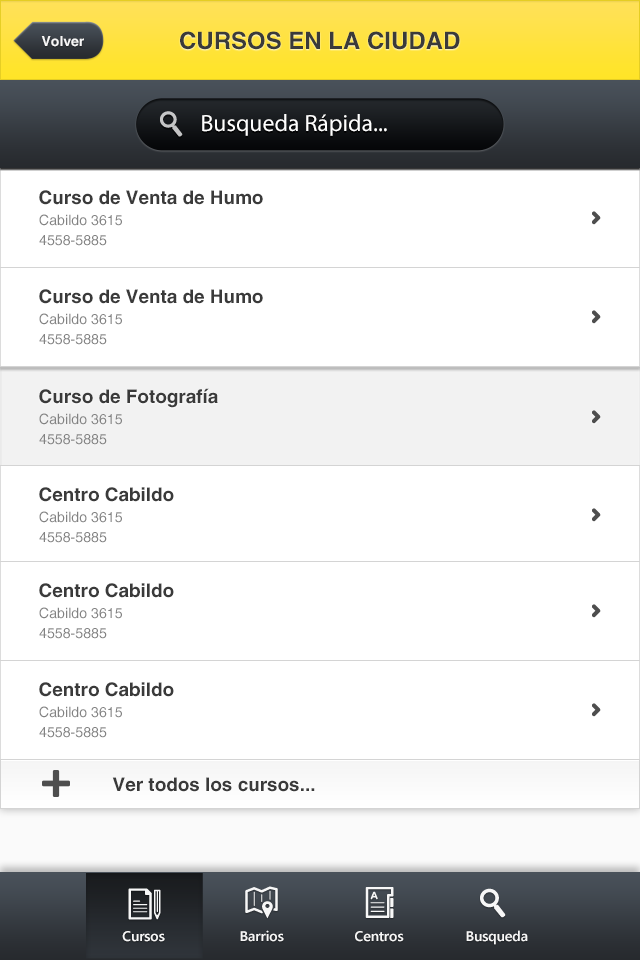 Volver
CURSOS EN LA CIUDAD
Busqueda Rápida...
Curso de Venta de Humo
Cabildo 3615
4558-5885
Curso de Venta de Humo
Cabildo 3615
4558-5885
Curso de Fotografía
Cabildo 3615
4558-5885
Centro Cabildo
Cabildo 3615
4558-5885
Centro Cabildo
Cabildo 3615
4558-5885
Centro Cabildo
Cabildo 3615
4558-5885
Ver todos los cursos...
A
Cursos
Barrios
Centros
Busqueda